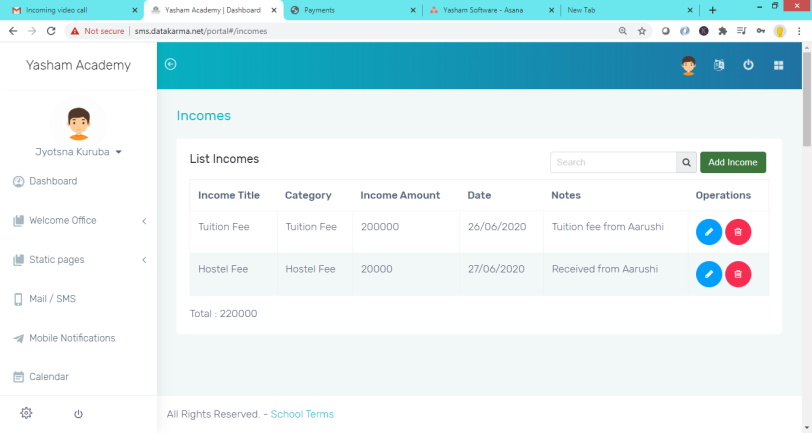 Incoming video call
Yasham Academy | Dashboard
Payments
Yasham Software - Asana
New Tab
Not secure | sms.datakarma.net/portal#/incomes
Yasham Academy
Jyotsna Kuruba
Dashboard
Welcome Office
Static pages
Mail / SMS
Mobile Notifications
Calendar
Incomes
List Incomes
Search
Add Income
Income Title Category Income Amount Date Notes Operations
Tuition Fee Tuition Fee 200000 26/06/2020 Tuition fee from Aarushi
Hostel Fee Hostel Fee 20000 27/06/2020 Received from Aarushi
Total : 220000
All Rights Reserved. - School Terms